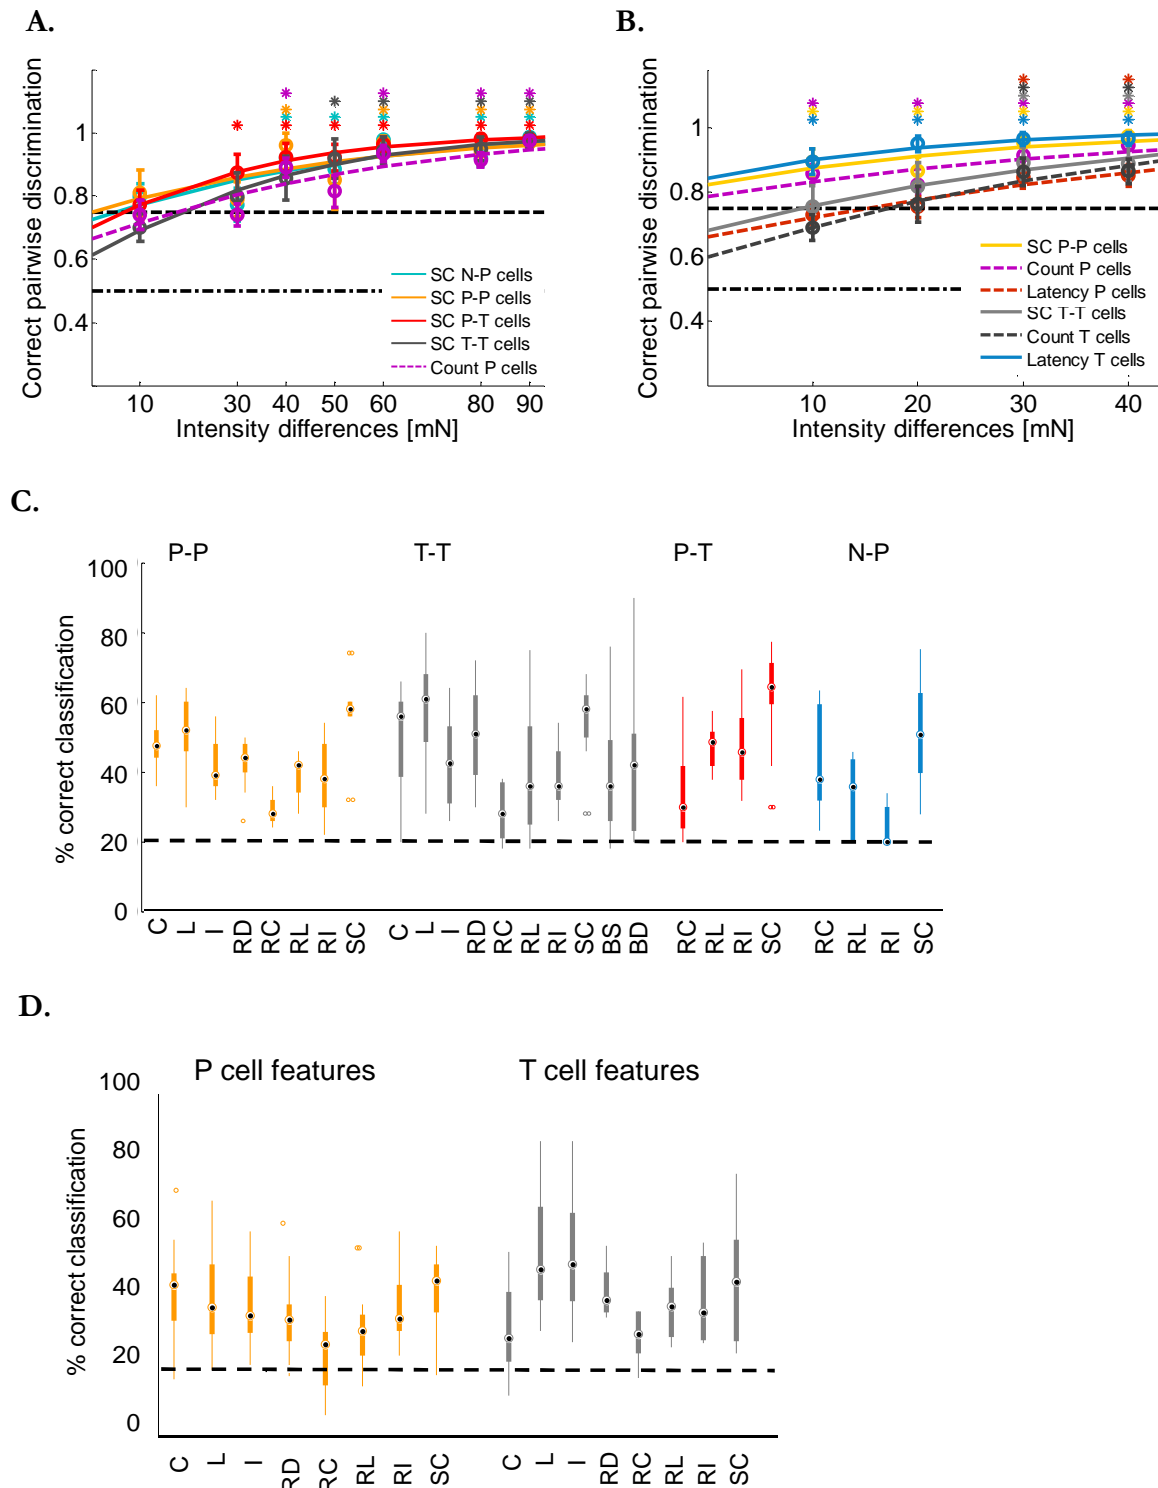 A.
Correct pairwise discrimination
1
0.8
0.6
0.4
10 30 40 50 60 80 90
Intensity differences [mN]
SC N-P cells
SC P-P cells
SC P-T cells
SC T-T cells
Count P cells
B.
Correct pairwise discrimination
1
0.8
0.6
0.4
10 20 30 40
Intensity differences [mN]
SC P-P cells
Count P cells
Latency P cells
SC T-T cells
Count T cells
Latency T cells
C.
P-P T-T P-T N-P
% correct classification
100
80
60
40
20
0
C L I RD RC RL RI SC C L I RD RC RL RI SC BS BD RC RL RI SC RC RL RI SC
D.
P cell features T cell features
% correct classification
100
80
60
40
20
0
C L I RD RC RL RI SC C L I RD RC RL RI SC